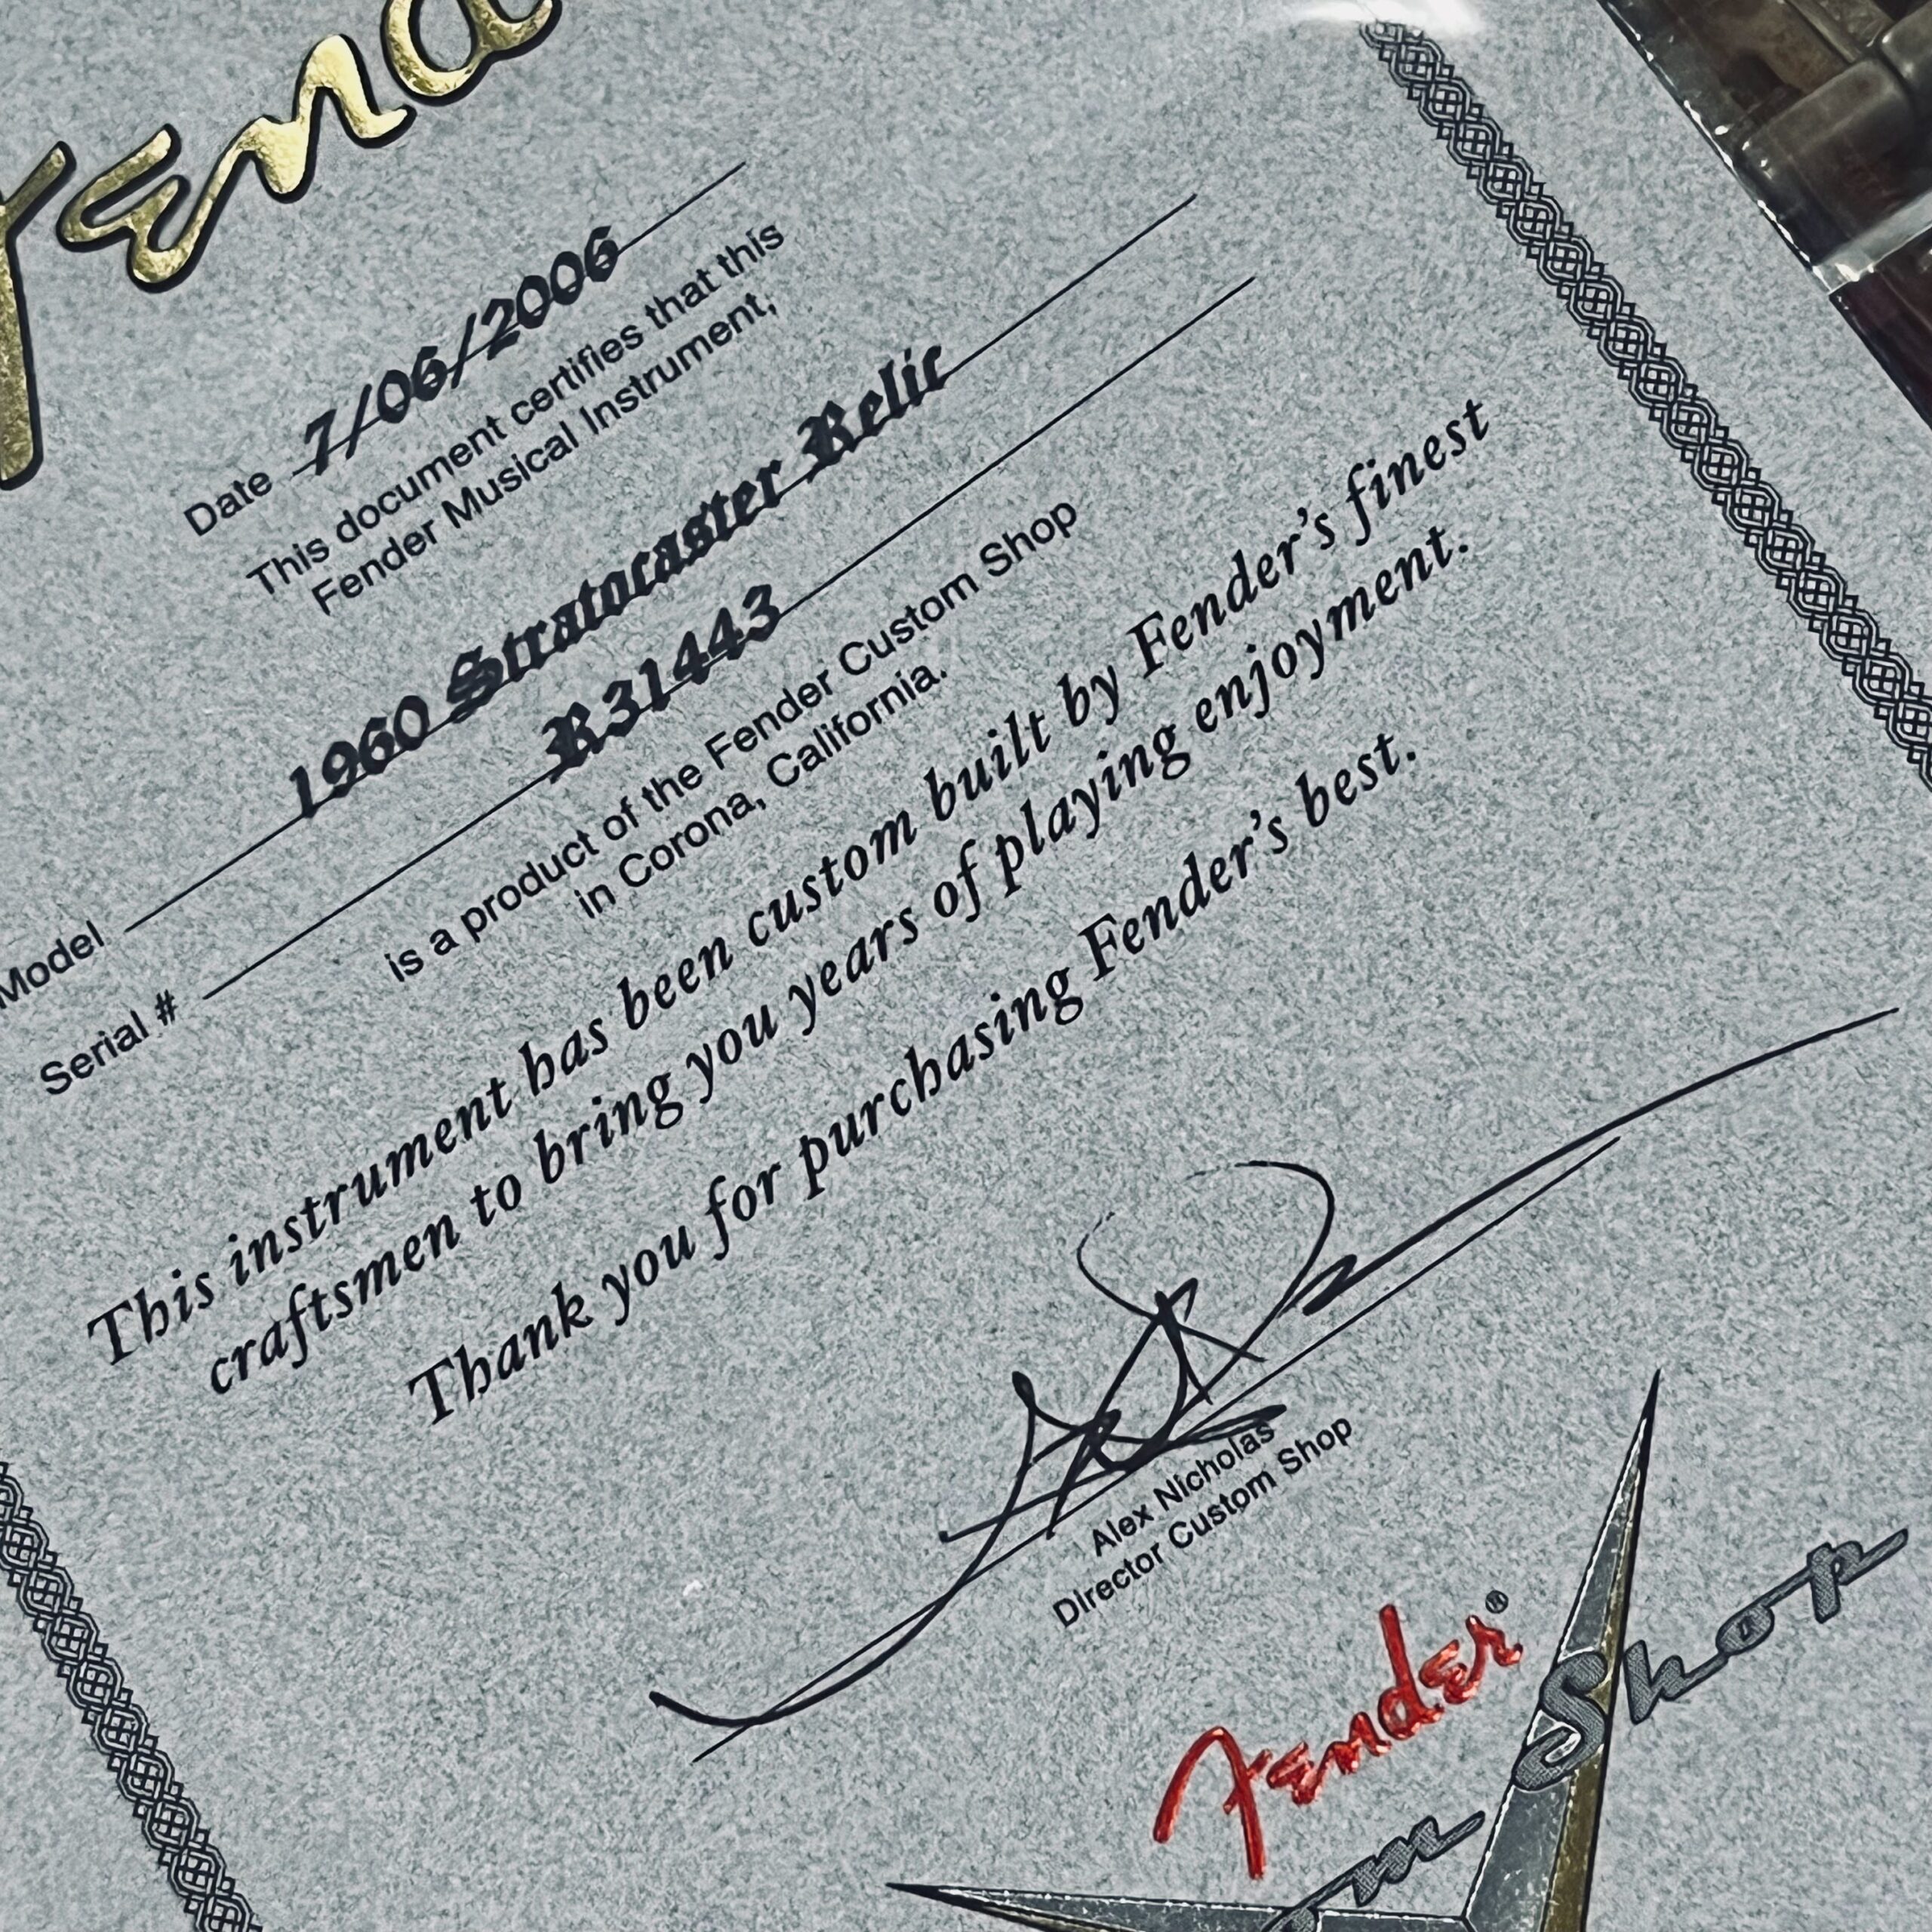 Fend
Date 7/06/2006
This document certifies that this
Fender Musical Instrument,
Model 1960 Stratocaster Relic
Serial # R31443
is a product of the Fender Custom Shop
in Corona, California.
This instrument has been custom built by Fender's finest
craftsmen to bring you years of playing enjoyment.
Thank you for purchasing Fender's best.
Alex Nicholas
Director Custom Shop
Fender®
om Shop